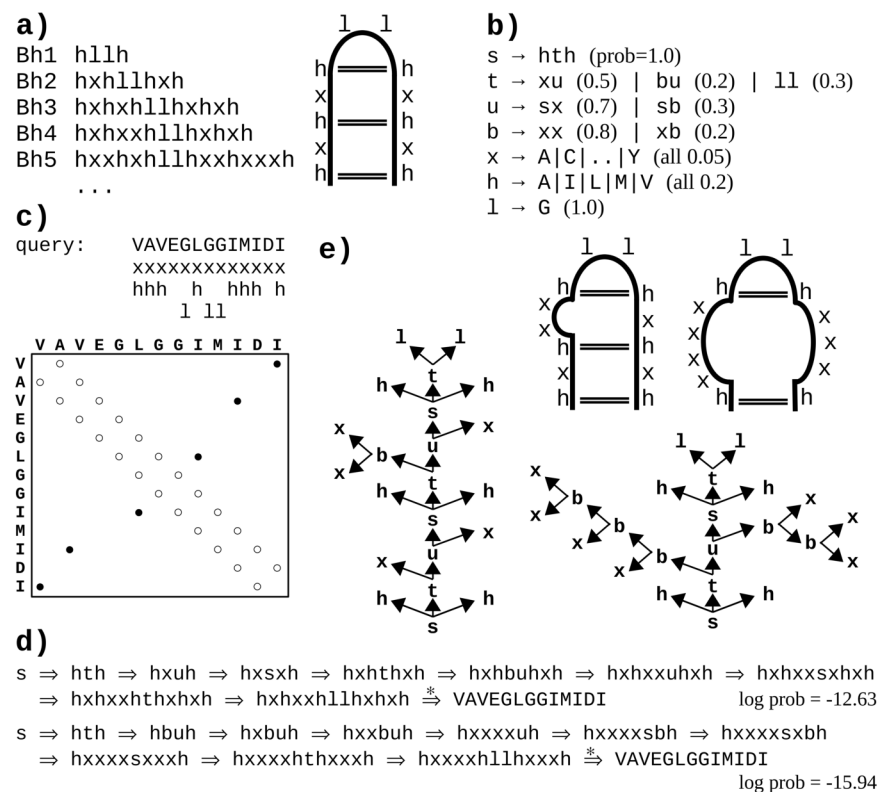 a)
Bh1 hllh
Bh2 hxhllhxh
Bh3 hxhxhllhxhxh
Bh4 hxhxxhllhxhxh
Bh5 hxxhxhllhxxhxxxh
...
l l
h h
x x
h h
x x
h h
b)
s → hth (prob=1.0)
t → xu (0.5) | bu (0.2) | ll (0.3)
u → sx (0.7) | sb (0.3)
b → xx (0.8) | xb (0.2)
x → A|C|..|Y (all 0.05)
h → A|I|L|M|V (all 0.2)
l → G (1.0)
c)
query: VAVEGLGGIMIDI
xxxxxxxxxxxxx
hhh h hhh h
l ll
V A V E G L G G I M I D I
V
A
V
E
G
L
G
G
I
M
I
D
I
e)
l l
h h
x x
x
h h
x x
h h
l l
h h
x x
x x
x x
x
h h
l l
t
h h
s
x x
u
b
x
t
h h
s
x
u
x
t
h h
s
l l
t
x h h x
b s b x
x b u b
x b x
t
h h
s
d)
s ⇒ hth ⇒ hxuh ⇒ hxsxh ⇒ hxhthxh ⇒ hxhbuhxh ⇒ hxhxxuhxh ⇒ hxhxxsxhxh
⇒ hxhxxhthxhxh ⇒ hxhxxhllhxhxh ⇒* VAVEGLGGIMIDI log prob = -12.63
s ⇒ hth ⇒ hbuh ⇒ hxbuh ⇒ hxxbuh ⇒ hxxxxuh ⇒ hxxxxsbh ⇒ hxxxxsxbh
⇒ hxxxxsxxxh ⇒ hxxxxhthxxxh ⇒ hxxxxhllhxxxh ⇒* VAVEGLGGIMIDI
log prob = -15.94